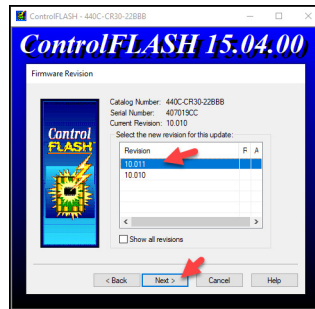 ControlFLASH - 440C-CR30-22BBB
ControlFLASH 15.04.00
Firmware Revision
Catalog Number: 440C-CR30-22BBB
Serial Number: 407019CC
Current Revision: 10.010
Select the new revision for this update:
Control
FLASH
Revision F A
10.011
10.010
Show all revisions
< Back Next > Cancel Help